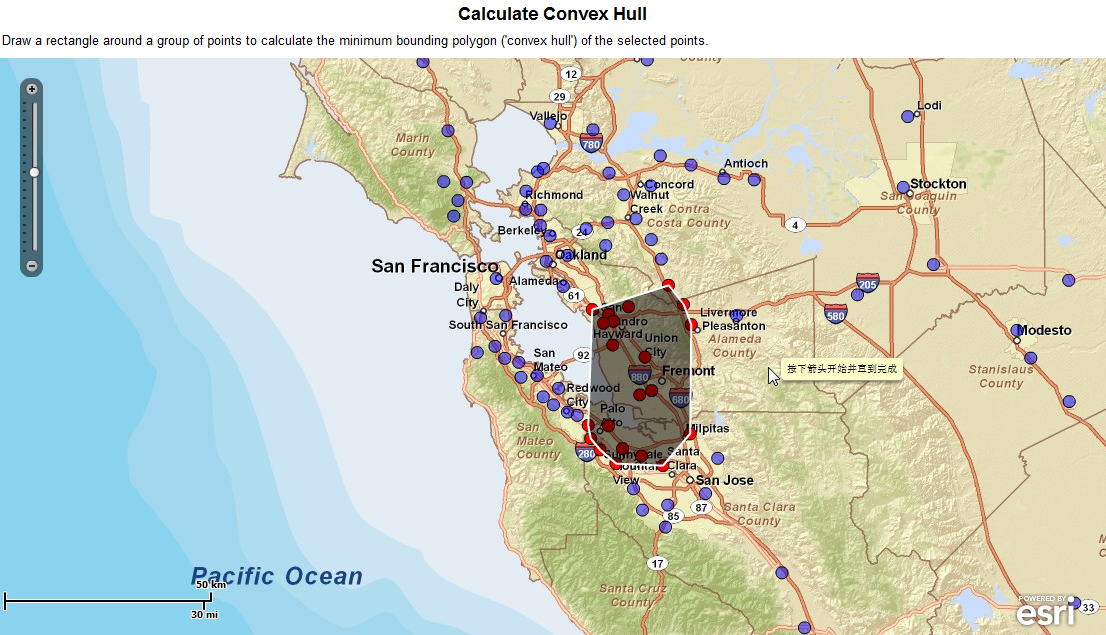 Calculate Convex Hull
Draw a rectangle around a group of points to calculate the minimum bounding polygon ('convex hull') of the selected points.
County
12
29
Vallejo
Lodi
Marin
County
780
Antioch
Concord
Stockton
Richmond
Walnut
Creek
San Joaquin
County
Contra
Costa County
4
Berkeley
24
Oakland
San Francisco
Alameda
205
Daly
City
61
580
Livermore
Pleasanton
South San Francisco
Hayward
Union
City
Alameda
County
Modesto
San
Mateo
92
880
Fremont
按下箭头开始并直到完成
Stanislaus
County
Redwood
City
680
Palo
Alto
San
Mateo
County
Milpitas
280
Sunnyvale
Santa
Clara
Mountain
View
San Jose
87
85
Santa Clara
County
17
Pacific Ocean
50 km
30 mi
Santa Cruz
County
POWERED BY
esri
33